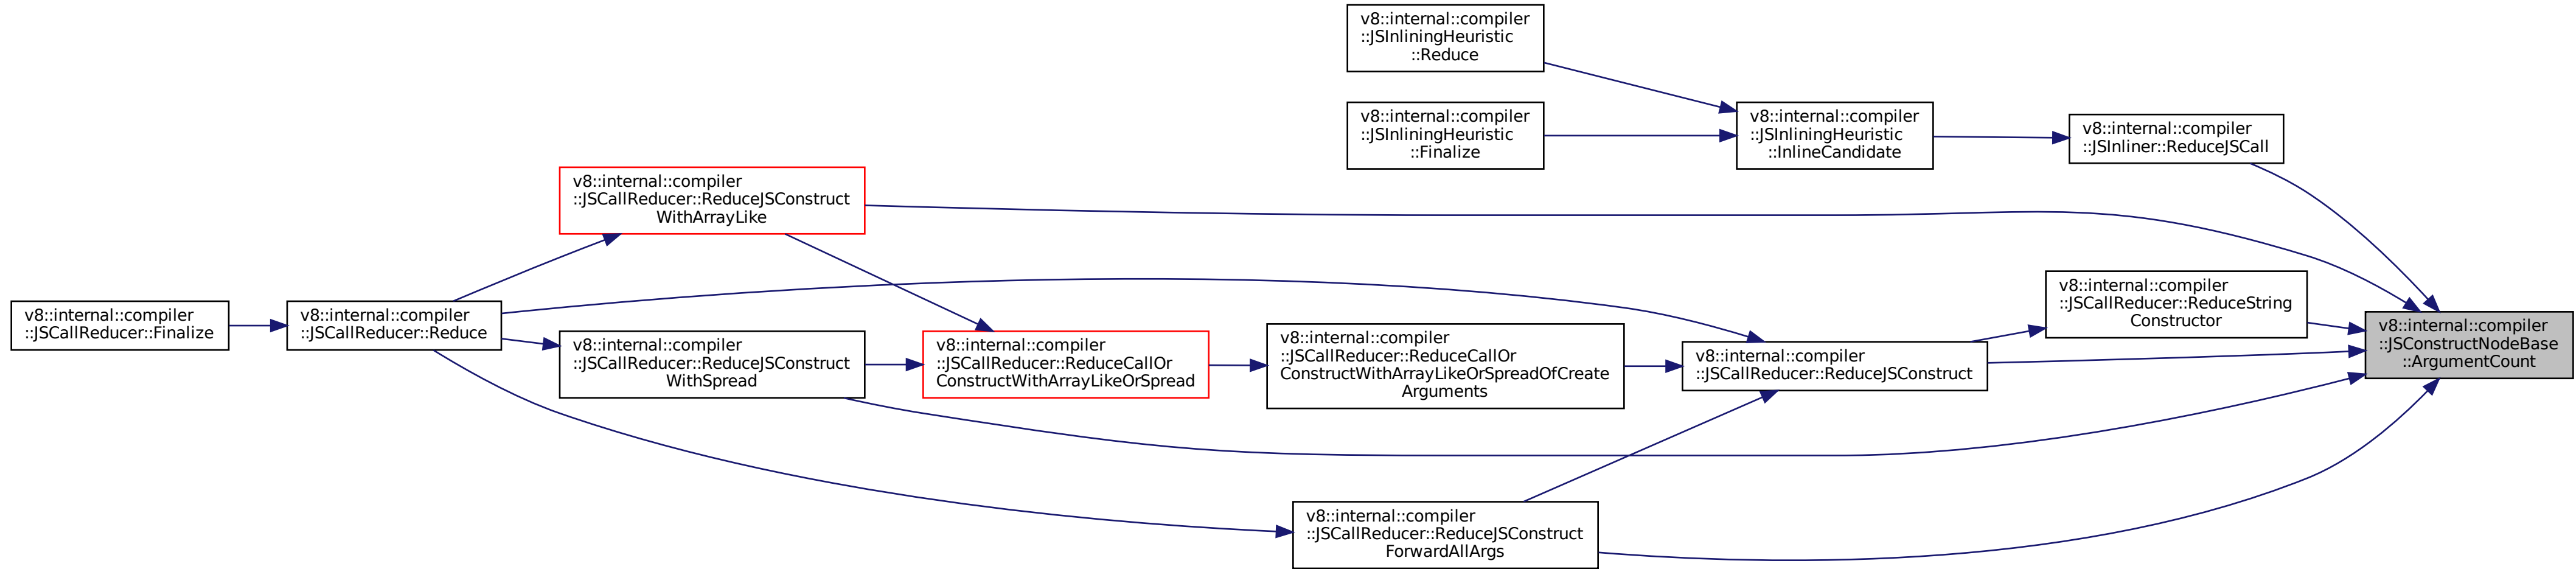 v8::internal::compiler
::JSInliningHeuristic
::Reduce
v8::internal::compiler
::JSInliningHeuristic
::Finalize
v8::internal::compiler
::JSInliningHeuristic
::InlineCandidate
v8::internal::compiler
::JSInliner::ReduceJSCall
v8::internal::compiler
::JSCallReducer::ReduceJSConstruct
WithArrayLike
v8::internal::compiler
::JSCallReducer::Finalize
v8::internal::compiler
::JSCallReducer::Reduce
v8::internal::compiler
::JSCallReducer::ReduceJSConstruct
WithSpread
v8::internal::compiler
::JSCallReducer::ReduceCallOr
ConstructWithArrayLikeOrSpread
v8::internal::compiler
::JSCallReducer::ReduceCallOr
ConstructWithArrayLikeOrSpreadOfCreate
Arguments
v8::internal::compiler
::JSCallReducer::ReduceJSConstruct
v8::internal::compiler
::JSCallReducer::ReduceString
Constructor
v8::internal::compiler
::JSConstructNodeBase
::ArgumentCount
v8::internal::compiler
::JSCallReducer::ReduceJSConstruct
ForwardAllArgs